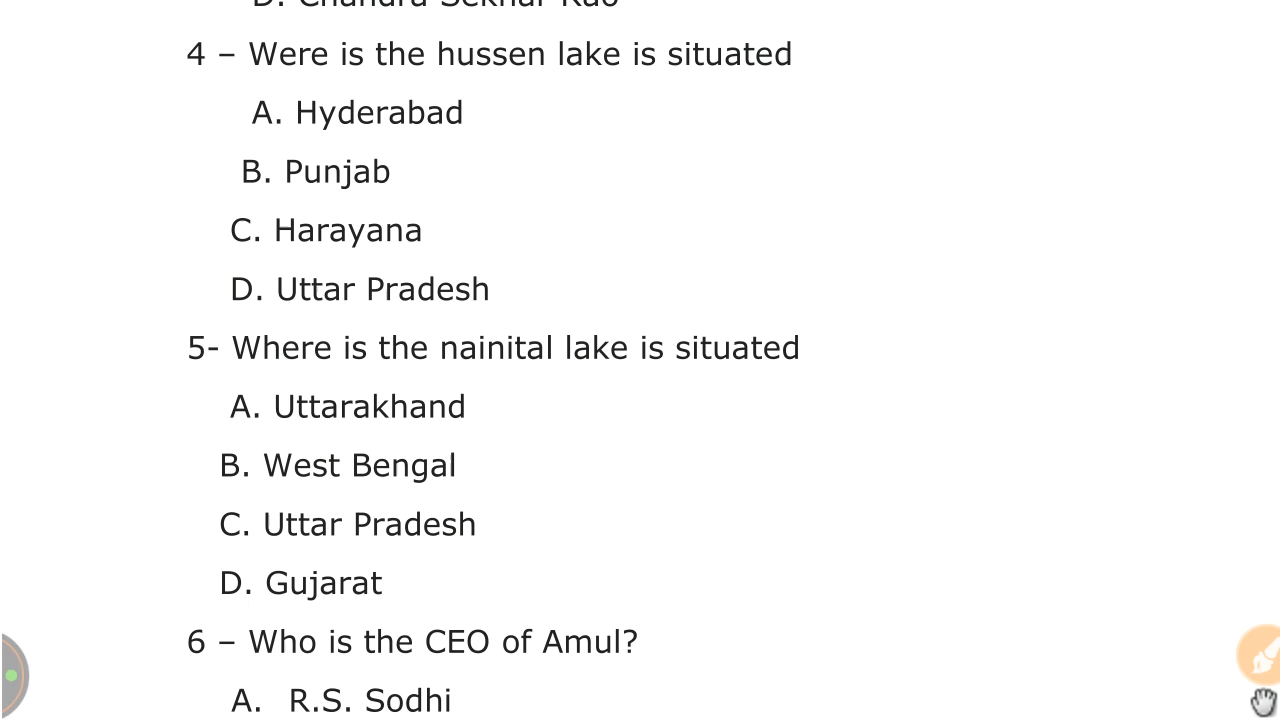 D. Chandra Sekhar Rao
4 – Were is the hussen lake is situated
A. Hyderabad
B. Punjab
C. Harayana
D. Uttar Pradesh
5- Where is the nainital lake is situated
A. Uttarakhand
B. West Bengal
C. Uttar Pradesh
D. Gujarat
6 – Who is the CEO of Amul?
A. R.S. Sodhi